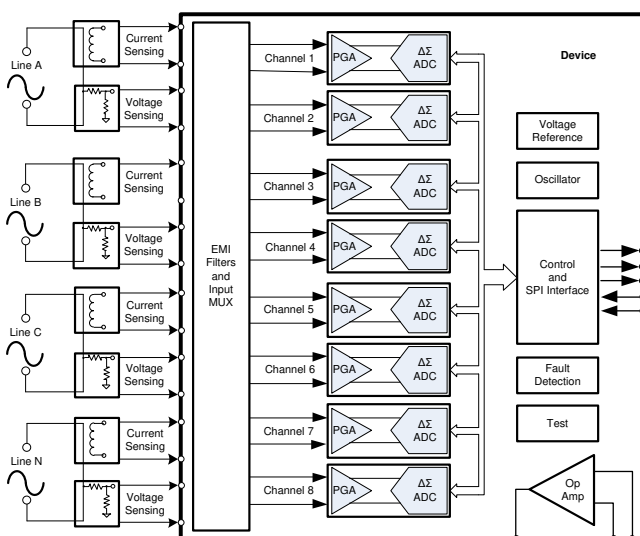 Line A
Current
Sensing
Voltage
Sensing
Line B
Current
Sensing
Voltage
Sensing
Line C
Current
Sensing
Voltage
Sensing
Line N
Current
Sensing
Voltage
Sensing
EMI
Filters
and
Input
MUX
Channel 1
PGA
ΔΣ
ADC
Channel 2
PGA
ΔΣ
ADC
Channel 3
PGA
ΔΣ
ADC
Channel 4
PGA
ΔΣ
ADC
Channel 5
PGA
ΔΣ
ADC
Channel 6
PGA
ΔΣ
ADC
Channel 7
PGA
ΔΣ
ADC
Channel 8
PGA
ΔΣ
ADC
Device
Voltage
Reference
Oscillator
Control
and
SPI Interface
Fault
Detection
Test
Op
Amp